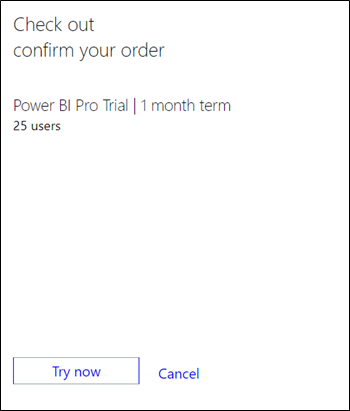 Check out
confirm your order
Power BI Pro Trial | 1 month term
25 users
Try now
Cancel